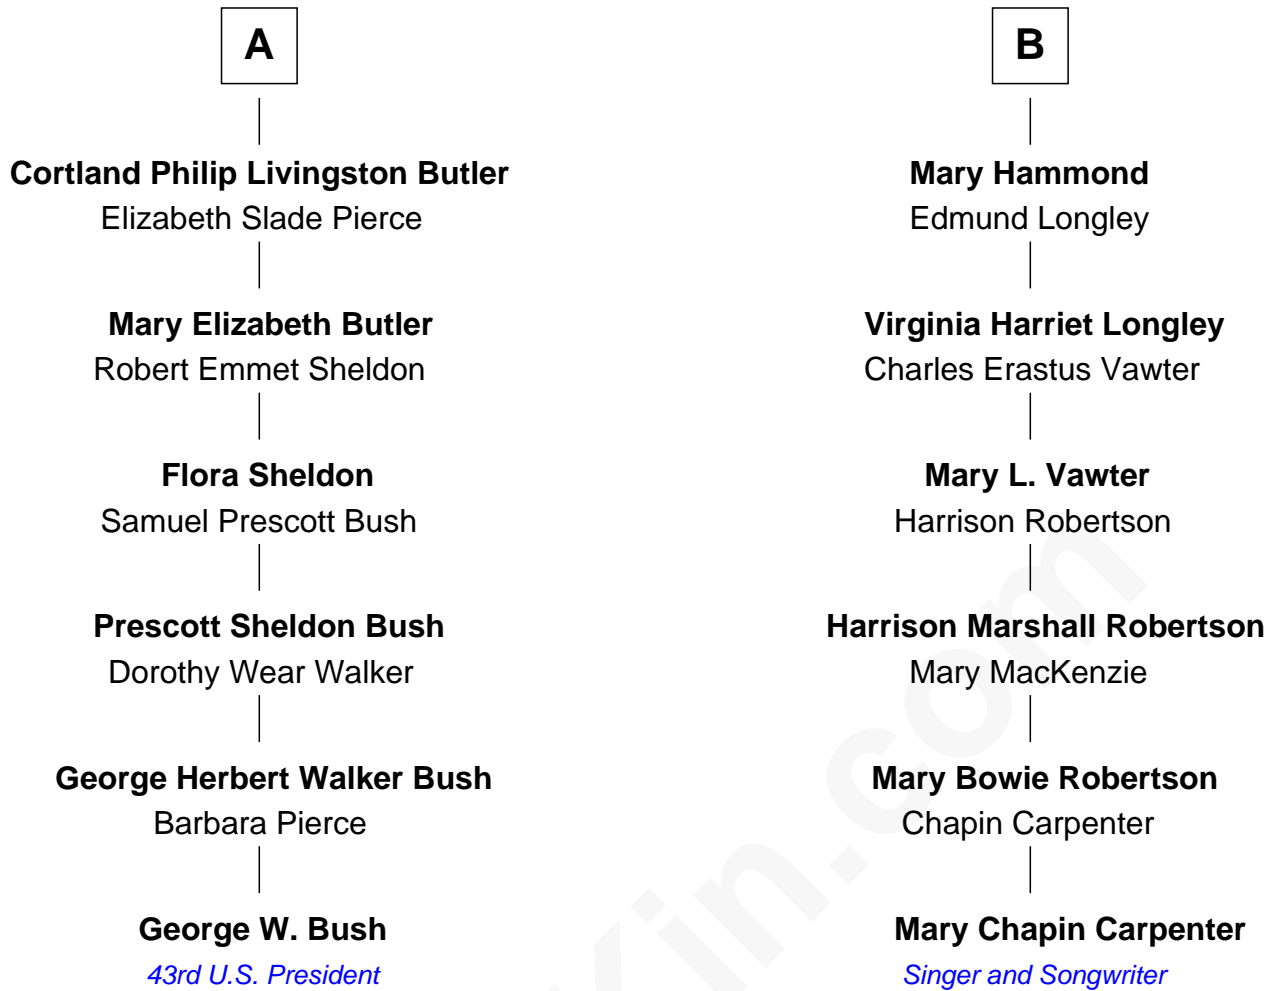 A
Cortland Philip Livingston Butler
Elizabeth Slade Pierce
Mary Elizabeth Butler
Robert Emmet Sheldon
Flora Sheldon
Samuel Prescott Bush
Prescott Sheldon Bush
Dorothy Wear Walker
George Herbert Walker Bush
Barbara Pierce
George W. Bush
43rd U.S. President
B
Mary Hammond
Edmund Longley
Virginia Harriet Longley
Charles Erastus Vawter
Mary L. Vawter
Harrison Robertson
Harrison Marshall Robertson
Mary MacKenzie
Mary Bowie Robertson
Chapin Carpenter
Mary Chapin Carpenter
Singer and Songwriter
Kin.com